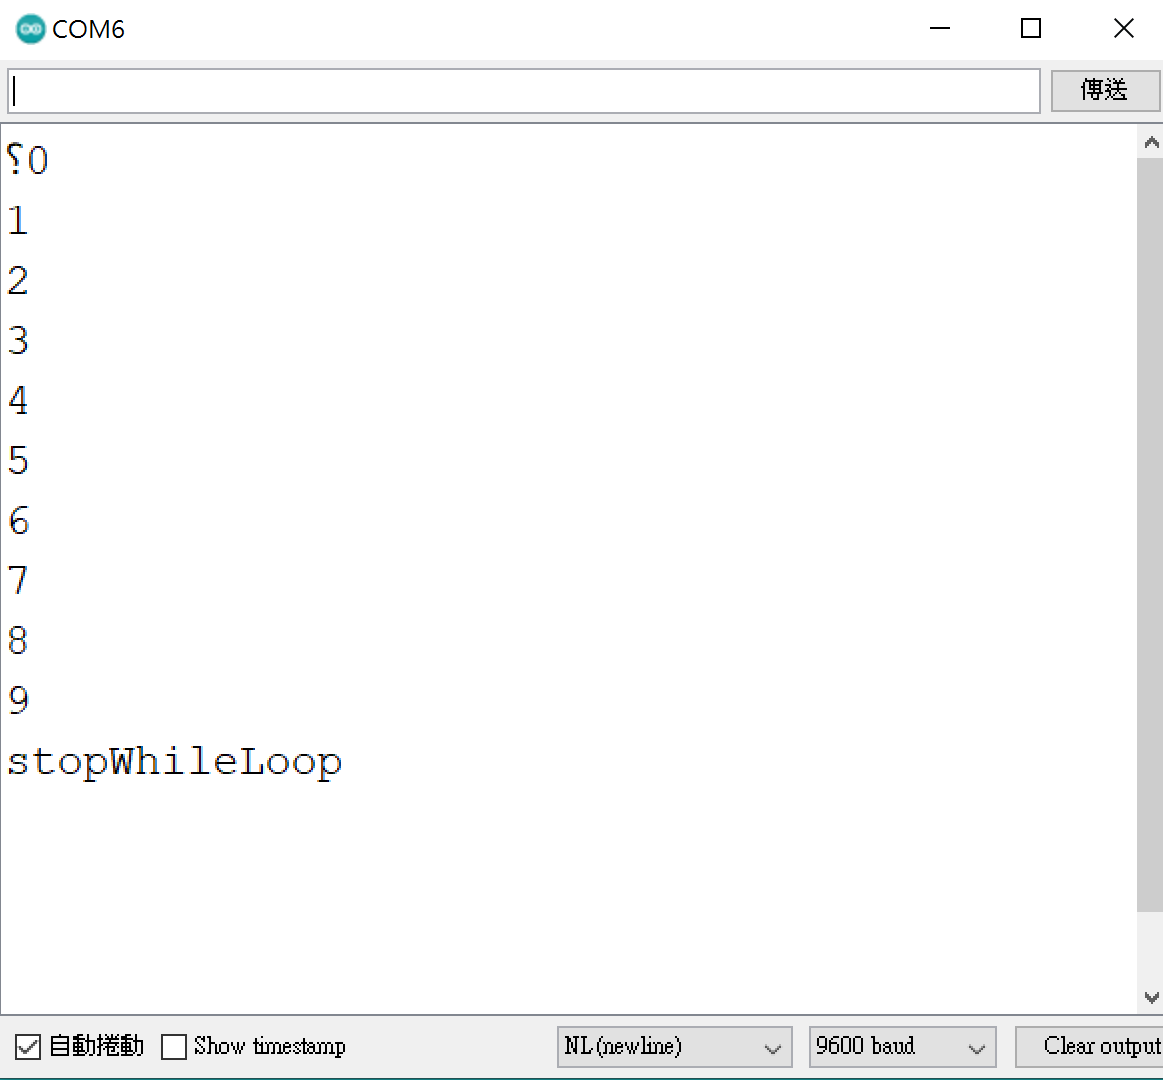 COM6
傳送
⸮0
1
2
3
4
5
6
7
8
9
stopWhileLoop
自動捲動 Show timestamp NL(newline) 9600 baud Clear output